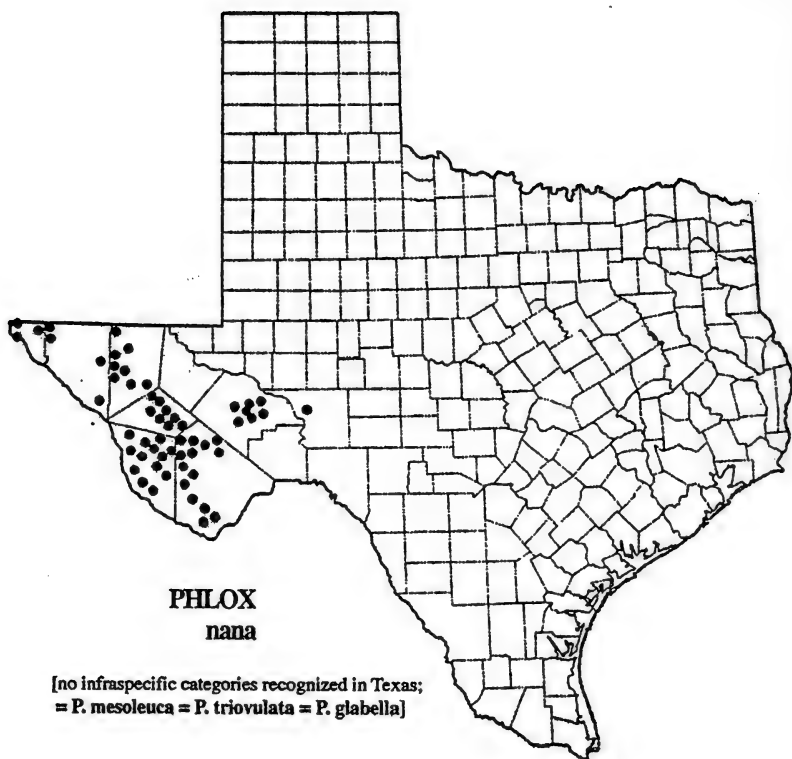 PHLOX
nana
[no infraspecific categories recognized in Texas;
= P. mesoleuca = P. triovulata = P. glabella]